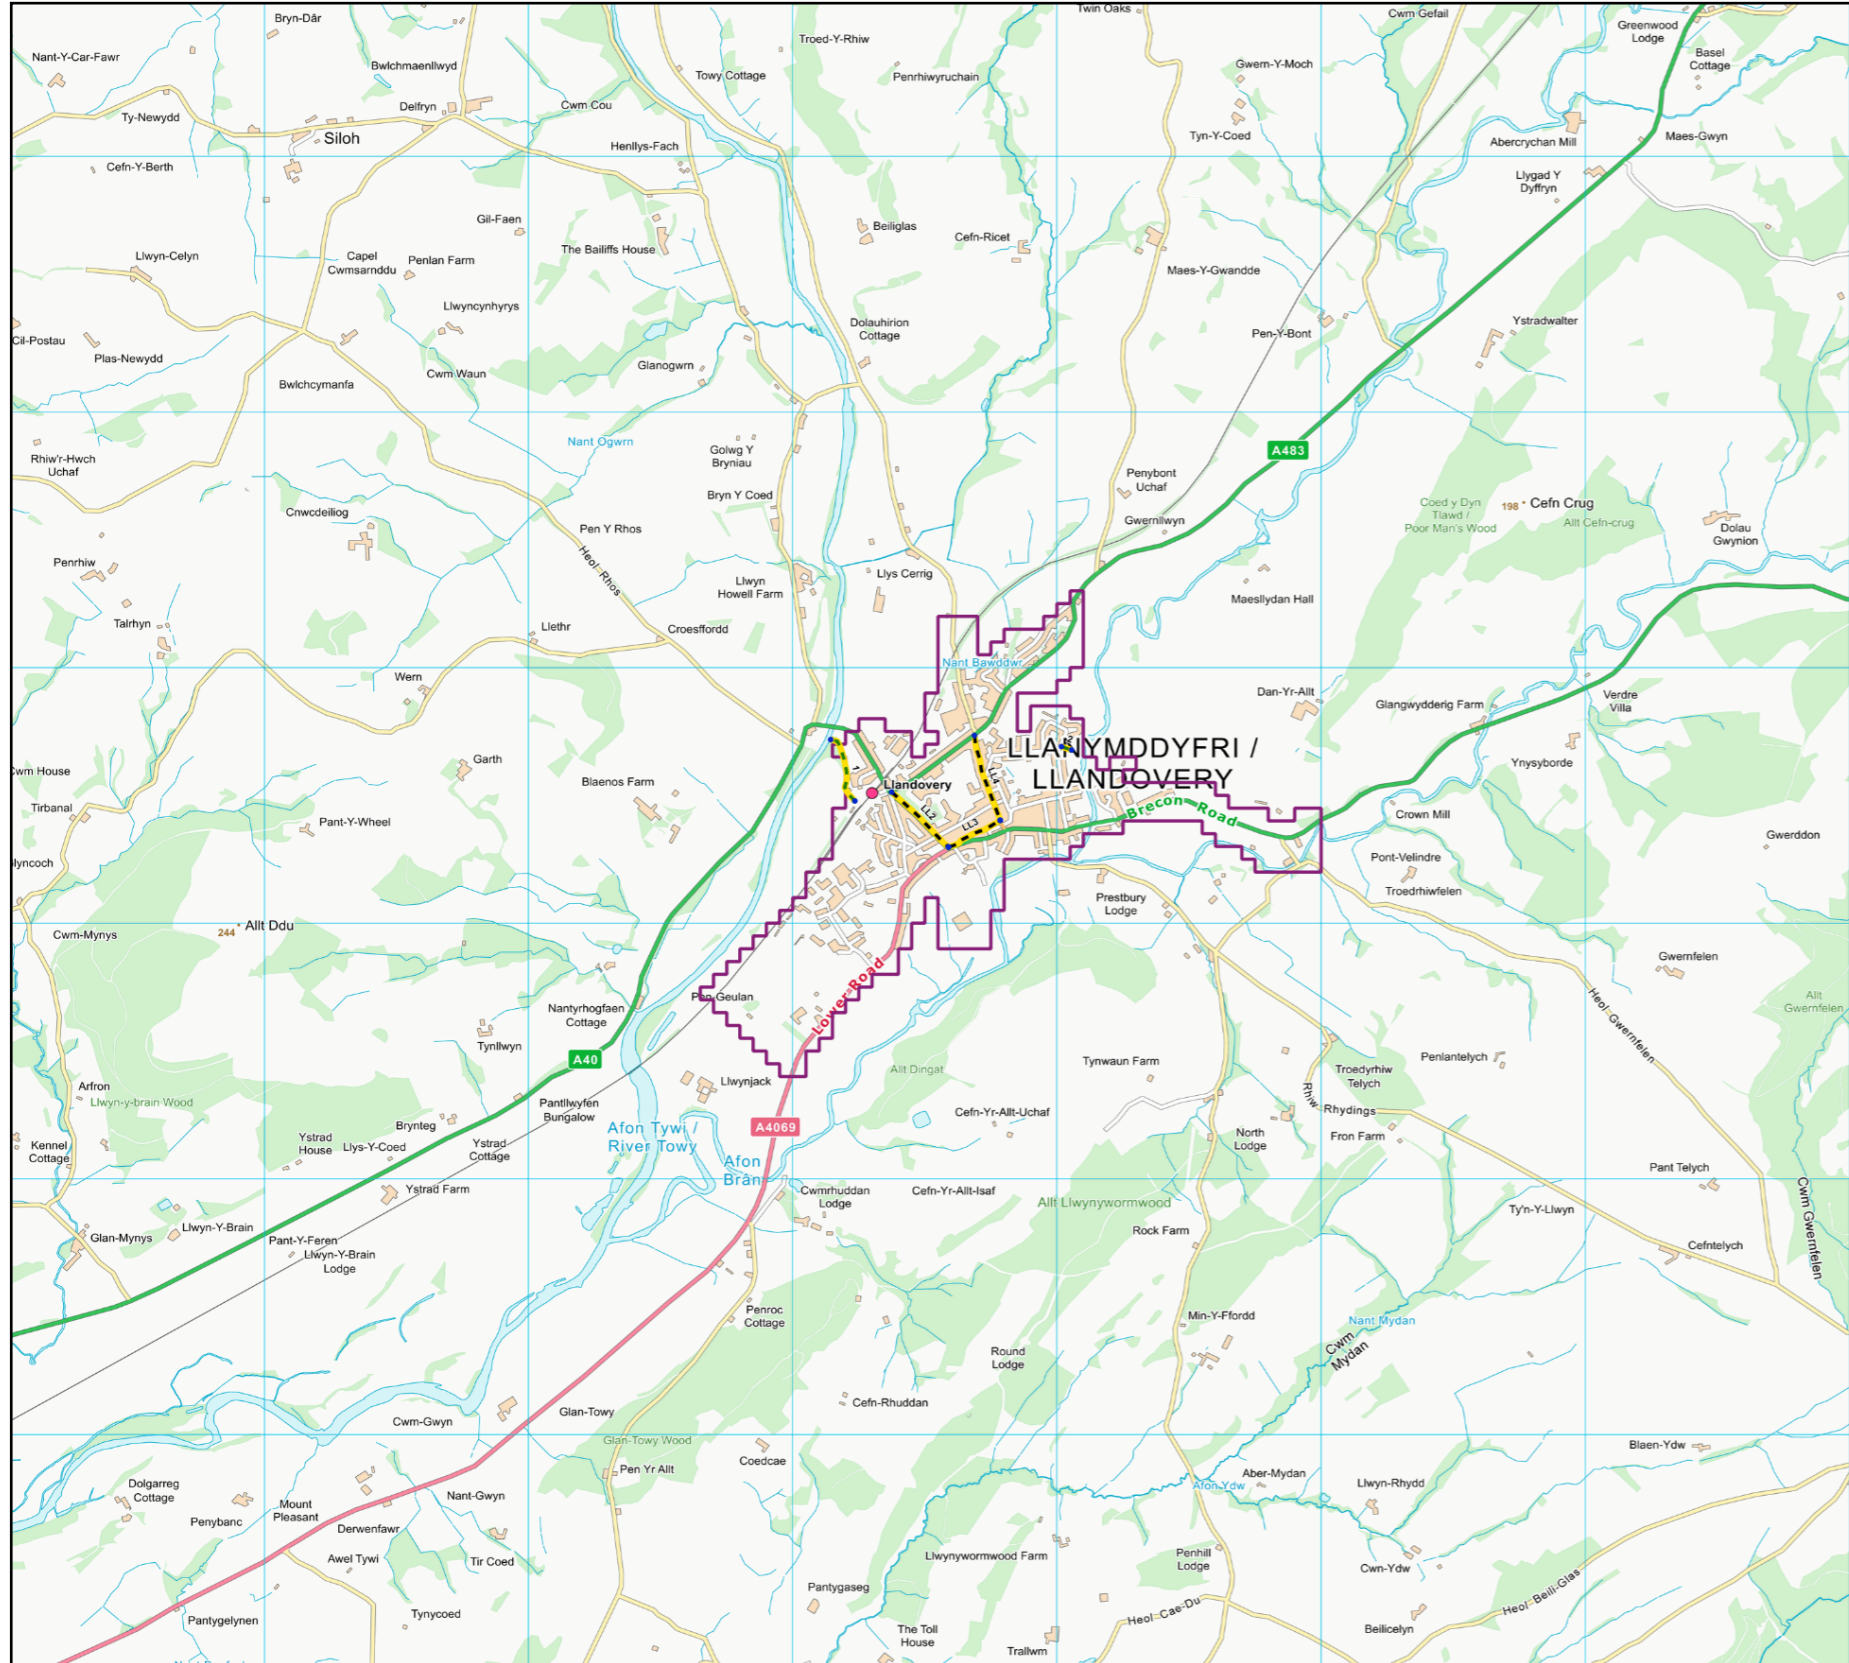 Bryn-Dâr
Twin Oaks
Cwm Gefail
Greenwood
Lodge
Nant-Y-Car-Fawr
Bwlchmaenllwyd
Troed-Y-Rhiw
Towy Cottage
Penrhiwyruchain
Gwern-Y-Moch
Basel
Cottage
Ty-Newydd
Delfryn
Cwm Cou
Siloh
Henllys-Fach
Tyn-Y-Coed
Abercrychan Mill
Maes-Gwyn
Cefn-Y-Berth
Llygad Y
Dyffryn
Gil-Faen
Beiliglas
Cefn-Ricet
The Bailiffs House
Llwyn-Celyn
Capel
Cwmsarnddu
Penlan Farm
Maes-Y-Gwandde
Llwyncynhyrys
Cil-Postau
Plas-Newydd
Dolauhirion
Cottage
Pen-Y-Bont
Ystradwalter
Glanogwrn
Cwm Waun
Bwlchcymanfa
Nant Ogwrn
Golwg Y
Bryniau
A483
Rhiw'r-Hwch
Uchaf
Penybont
Uchaf
Bryn Y Coed
Coed y Dyn
Tlawd /
Poor Man's Wood
198
Cefn Crug
Allt Cefn-crug
Cnwcdeiliog
Pen Y Rhos
Gwernllwyn
Dolau
Gwynion
Penrhiw
Heol Rhos
Llwyn
Howell Farm
Llys Cerrig
Maesllydan Hall
Talrhyn
Llethr
Croesffordd
Nant Bawddwr
Wern
Dan-Yr-Allt
Glangwydderig Farm
Verdre
Villa
LLANYMDDYFRI /
LLANDOVERY
2
Garth
Blaenos Farm
1
Llandovery
LL4
LL2
LL3
Brecon Road
Ynysyborde
Cwm House
Tirbanal
Pant-Y-Wheel
Crown Mill
Gwerddon
Glyncoch
Pont-Velindre
Troedrhiwfelen
Prestbury
Lodge
Cwm-Mynys
244
Allt Ddu
Gwernfelen
Pen-Geulan
Lower Road
Nantyrhogfaen
Cottage
Heol Gwernfelen
Allt
Gwernfelen
Tynllwyn
A40
Allt Dingat
Tynwaun Farm
Penlantelych
Troedyrhiw
Telych
Arfron
Llwyn-y-brain Wood
Llwynjack
Pantllwyfen
Bungalow
Rhiw Rhydings
Cefn-Yr-Allt-Uchaf
Kennel
Cottage
Ystrad
House
Brynteg
Llys-Y-Coed
Ystrad
Cottage
Afon Tywi /
River Towy
A4069
North
Lodge
Fron Farm
Afon
Brân
Pant Telych
Ystrad Farm
Cwmrhuddan
Lodge
Cefn-Yr-Allt-Isaf
Allt Llwynywormwood
Cwm Gwernfelen
Glan-Mynys
Llwyn-Y-Brain
Pant-Y-Feren
Llwyn-Y-Brain
Lodge
Rock Farm
Ty'n-Y-Llwyn
Cefntelych
Penroc
Cottage
Min-Y-Ffordd
Nant Mydan
Cwm
Mydan
Round
Lodge
Cefn-Rhuddan
Glan-Towy
Cwm-Gwyn
Glan-Towy Wood
Coedcae
Pen Yr Allt
Blaen-Ydw
Dolgarreg
Cottage
Penybanc
Mount
Pleasant
Nant-Gwyn
Derwenfawr
Aber-Mydan
Afon Ydw
Llwyn-Rhydd
Awel Tywi
Tir Coed
Llwynywormwood Farm
Penhill
Lodge
Cwn-Ydw
Pantygaseg
Heol Cae-Du
Heol Beili-Glas
Pantygelynen
Tynycoed
The Toll
House
Trallwm
Beilicelyn